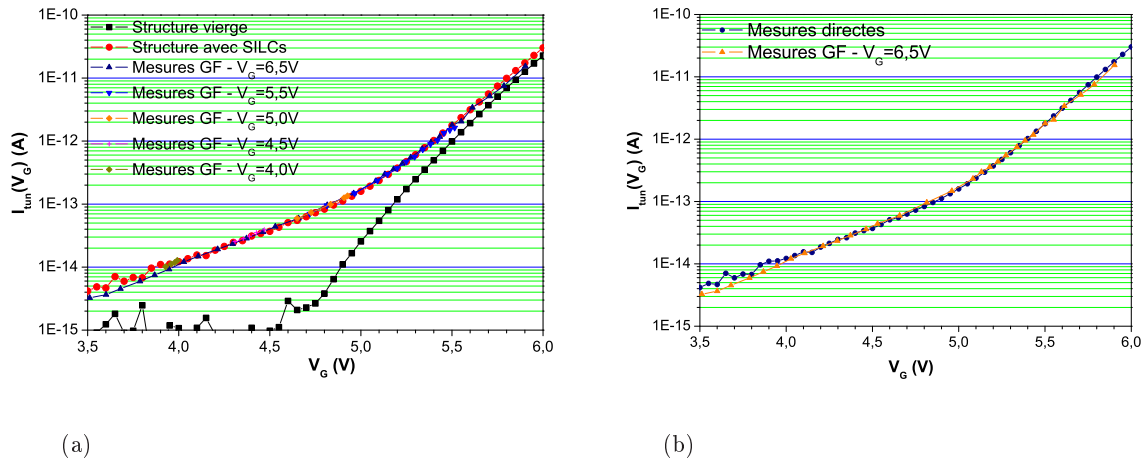 1E-10
1E-11
1E-12
1E-13
1E-14
1E-15
I_tun(V_G) (A)
Structure vierge
Structure avec SILCs
Mesures GF - V_G=6,5V
Mesures GF - V_G=5,5V
Mesures GF - V_G=5,0V
Mesures GF - V_G=4,5V
Mesures GF - V_G=4,0V
3,5 4,0 4,5 5,0 5,5 6,0
V_G (V)
(a)
1E-10
1E-11
1E-12
1E-13
1E-14
1E-15
I_tun(V_G) (A)
Mesures directes
Mesures GF - V_G=6,5V
3,5 4,0 4,5 5,0 5,5 6,0
V_G (V)
(b)